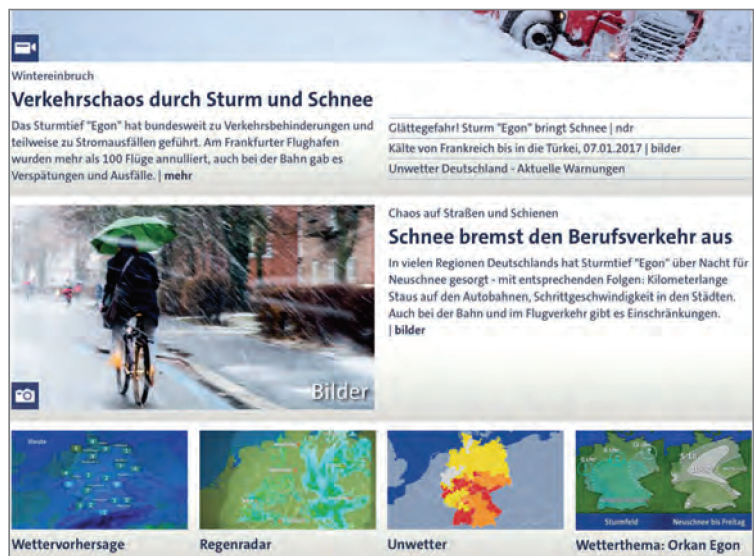 Wintereinbruch
Verkehrschaos durch Sturm und Schnee
Das Sturmtief "Egon" hat bundesweit zu Verkehrsbehinderungen und
teilweise zu Stromausfällen geführt. Am Frankfurter Flughafen
wurden mehr als 100 Flüge annulliert, auch bei der Bahn gab es
Verspätungen und Ausfälle. | mehr
Glättegefahr! Sturm "Egon" bringt Schnee | ndr
Kälte von Frankreich bis in die Türkei, 07.01.2017 | bilder
Unwetter Deutschland - Aktuelle Warnungen
Bilder
Chaos auf Straßen und Schienen
Schnee bremst den Berufsverkehr aus
In vielen Regionen Deutschlands hat Sturmtief "Egon" über Nacht für
Neuschnee gesorgt - mit entsprechenden Folgen: Kilometerlange
Staus auf den Autobahnen, Schrittgeschwindigkeit in den Städten.
Auch bei der Bahn und im Flugverkehr gibt es Einschränkungen.
| bilder
Heute
Sturmfeld
Neuschnee bis Freitag
Wettervorhersage
Regenradar
Unwetter
Wetterthema: Orkan Egon